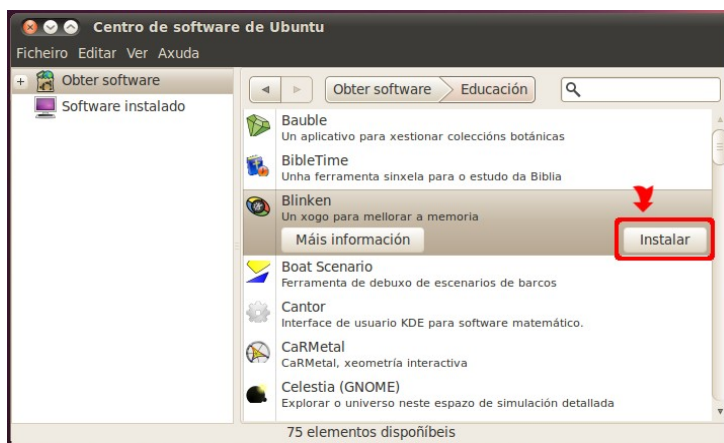 Centro de software de Ubuntu
Ficheiro Editar Ver Axuda
Obter software
Software instalado
Obter software Educación
Bauble
Un aplicativo para xestionar coleccións botánicas
BibleTime
Unha ferramenta sinxela para o estudo da Biblia
Blinken
Un xogo para mellorar a memoria
Máis información Instalar
Boat Scenario
Ferramenta de debuxo de escenarios de barcos
Cantor
Interface de usuario KDE para software matemático.
CaRMetal
CaRMetal, xeometría interactiva
Celestia (GNOME)
Explorar o universo neste espazo de simulación detallada
75 elementos dispoñíbeis